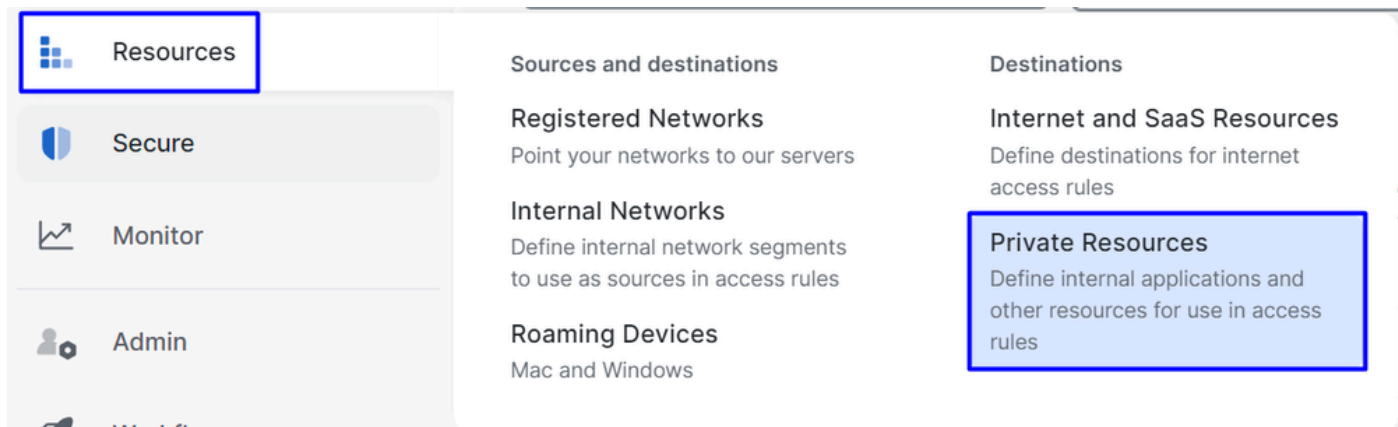 Resources
Secure
Monitor
Admin
Sources and destinations
Registered Networks
Point your networks to our servers
Internal Networks
Define internal network segments
to use as sources in access rules
Roaming Devices
Mac and Windows
Destinations
Internet and SaaS Resources
Define destinations for internet
access rules
Private Resources
Define internal applications and
other resources for use in access
rules